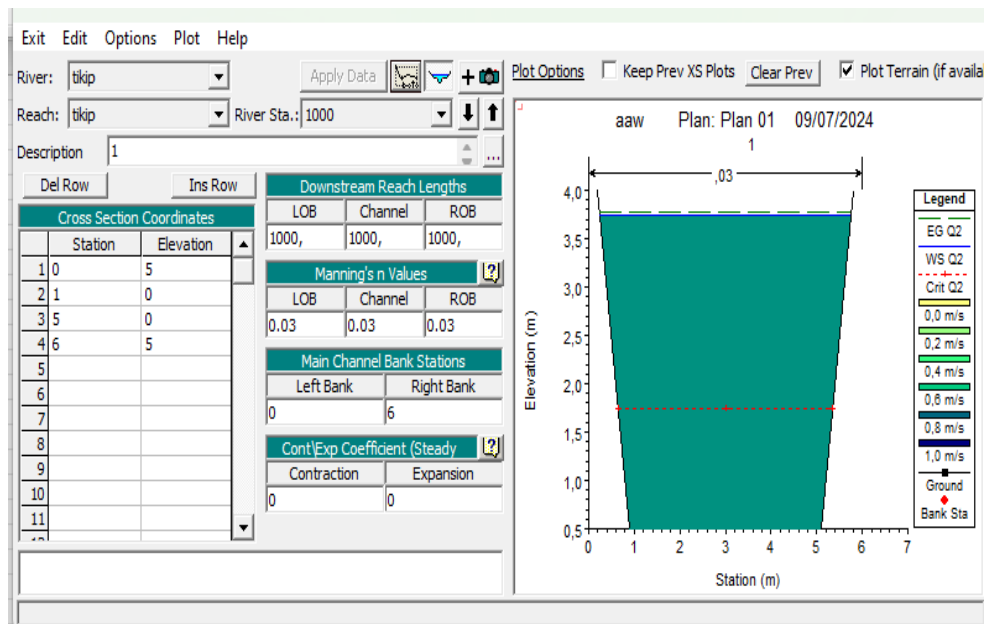 Exit Edit Options Plot Help
River: tikip Apply Data
Reach: tikip River Sta.: 1000
Description 1 ...
Del Row Ins Row
Cross Section Coordinates
Station Elevation
1 0 5
2 1 0
3 5 0
4 6 5
5
6
7
8
9
10
11
Downstream Reach Lengths
LOB Channel ROB
1000, 1000, 1000,
Manning's n Values ?
LOB Channel ROB
0.03 0.03 0.03
Main Channel Bank Stations
Left Bank Right Bank
0 6
Cont\Exp Coefficient (Steady ?
Contraction Expansion
0 0
Plot Options Keep Prev XS Plots Clear Prev Plot Terrain (if availa
aaw Plan: Plan 01 09/07/2024
1
,03
4,0
3,5
3,0
2,5
2,0
1,5
1,0
0,5
Elevation (m)
0 1 2 3 4 5 6 7
Station (m)
Legend
EG Q2
WS Q2
Crit Q2
0,0 m/s
0,2 m/s
0,4 m/s
0,6 m/s
0,8 m/s
1,0 m/s
Ground
Bank Sta